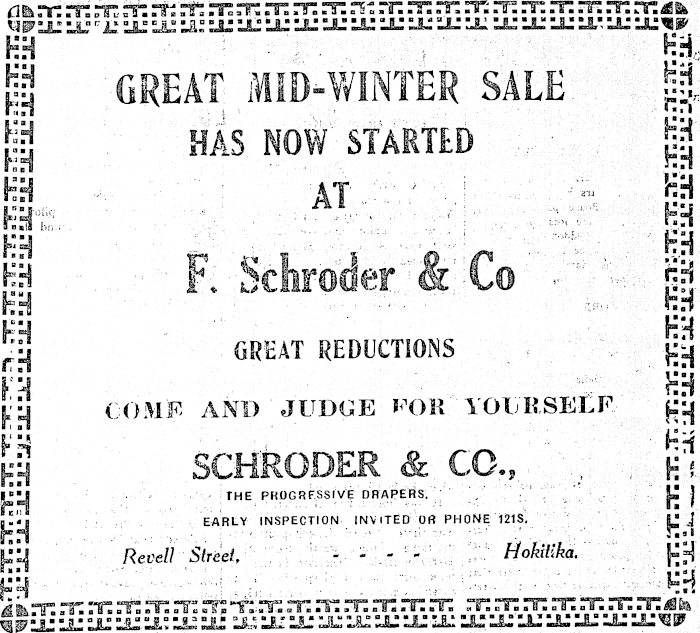 GREAT MID-WINTER SALE
HAS NOW STARTED
AT
F. Schroder & Co
GREAT REDUCTIONS
COME AND JUDGE FOR YOURSELF
SCHRODER & CO.,
THE PROGRESSIVE DRAPERS.
EARLY INSPECTION INVITED OR PHONE 121S.
Revell Street, - - - - Hokitika.